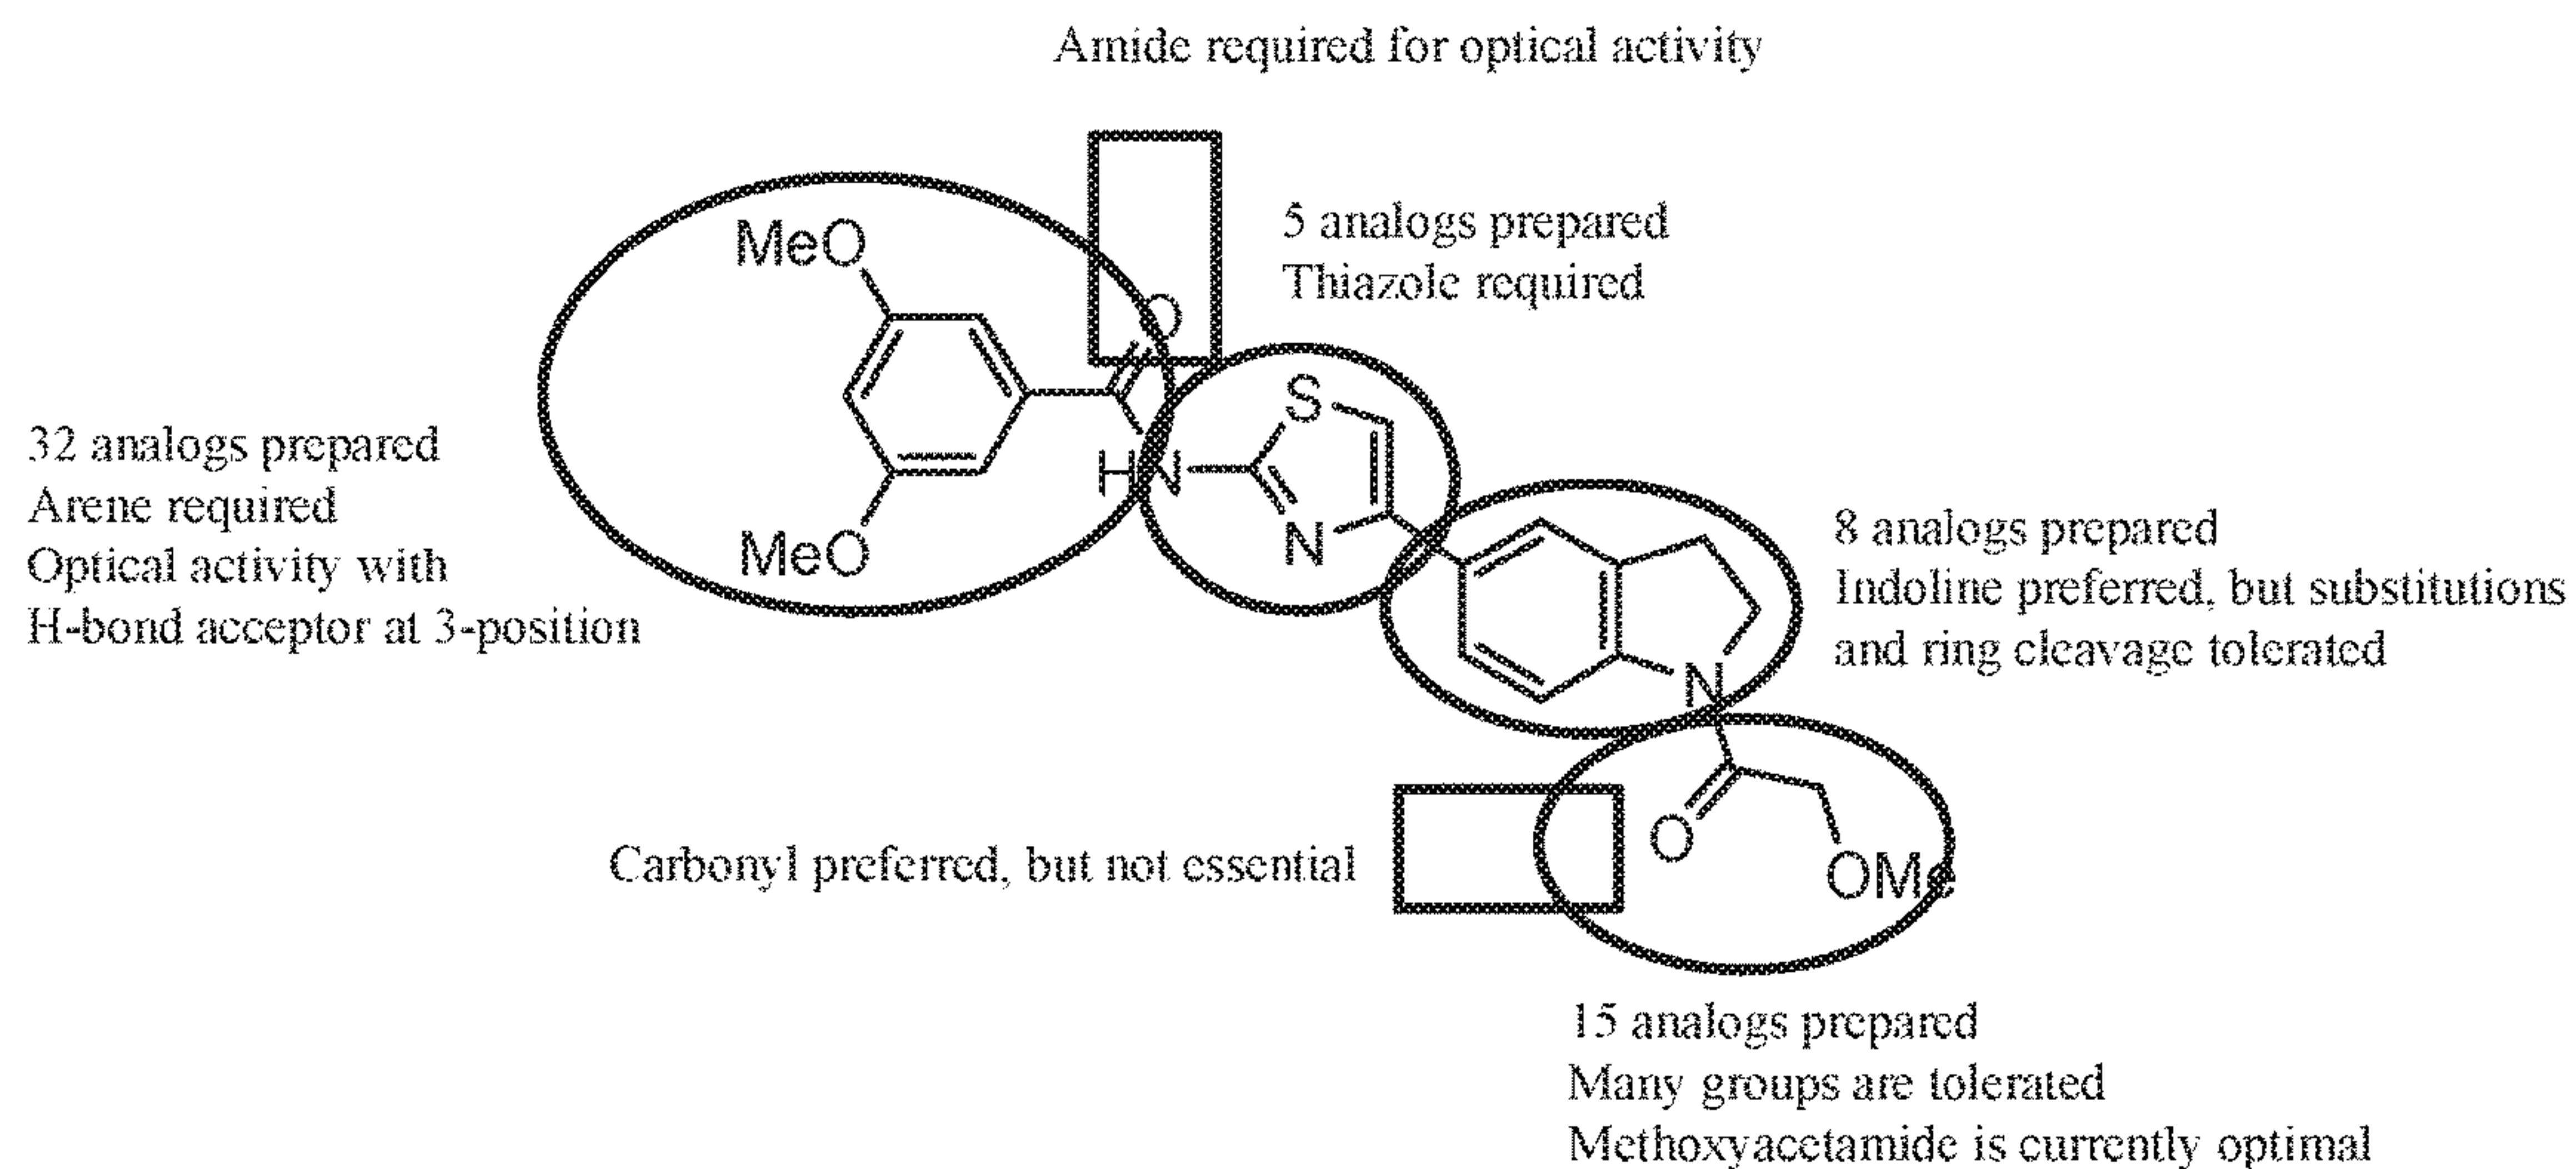 Amide required for optical activity
5 analogs prepared
Thiazole required
MeO
O
S
HN
N
MeO
32 analogs prepared
Arene required
Optical activity with
H-bond acceptor at 3-position
8 analogs prepared
Indoline preferred, but substitutions
and ring cleavage tolerated
N
O
OMe
Carbonyl preferred, but not essential
15 analogs prepared
Many groups are tolerated
Methoxyacetamide is currently optimal